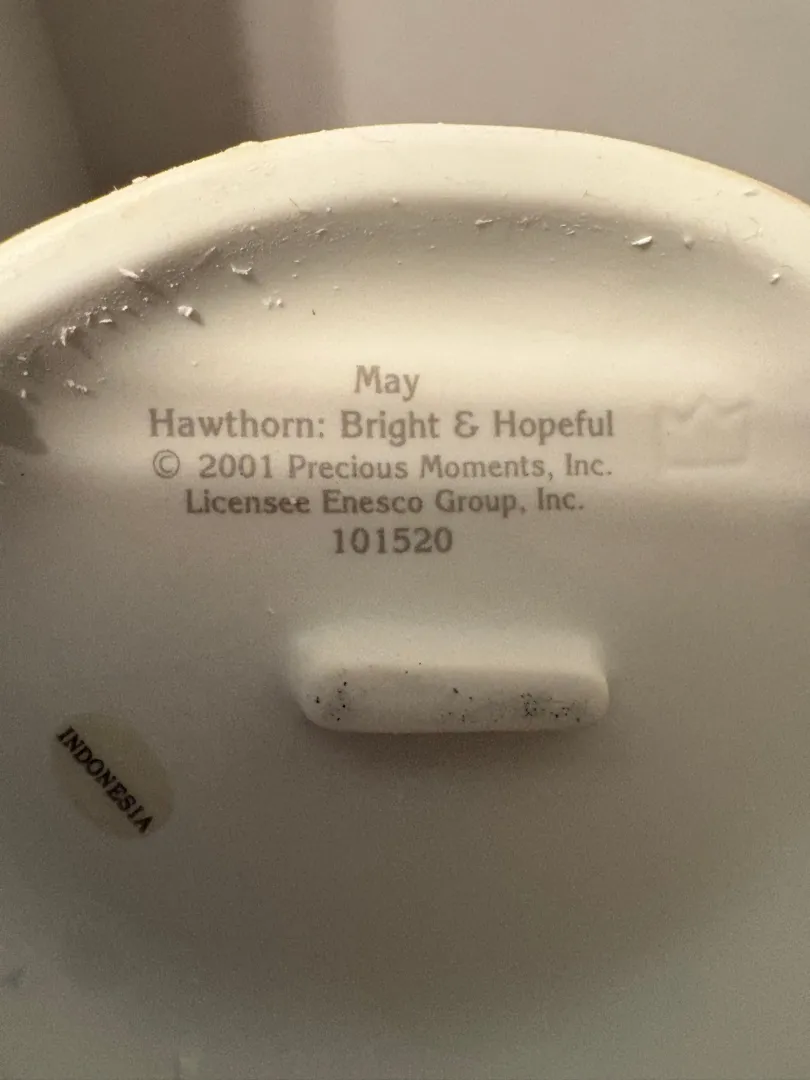 May
Hawthorn: Bright & Hopeful
© 2001 Precious Moments, Inc.
Licensee Enesco Group, Inc.
101520
INDONESIA